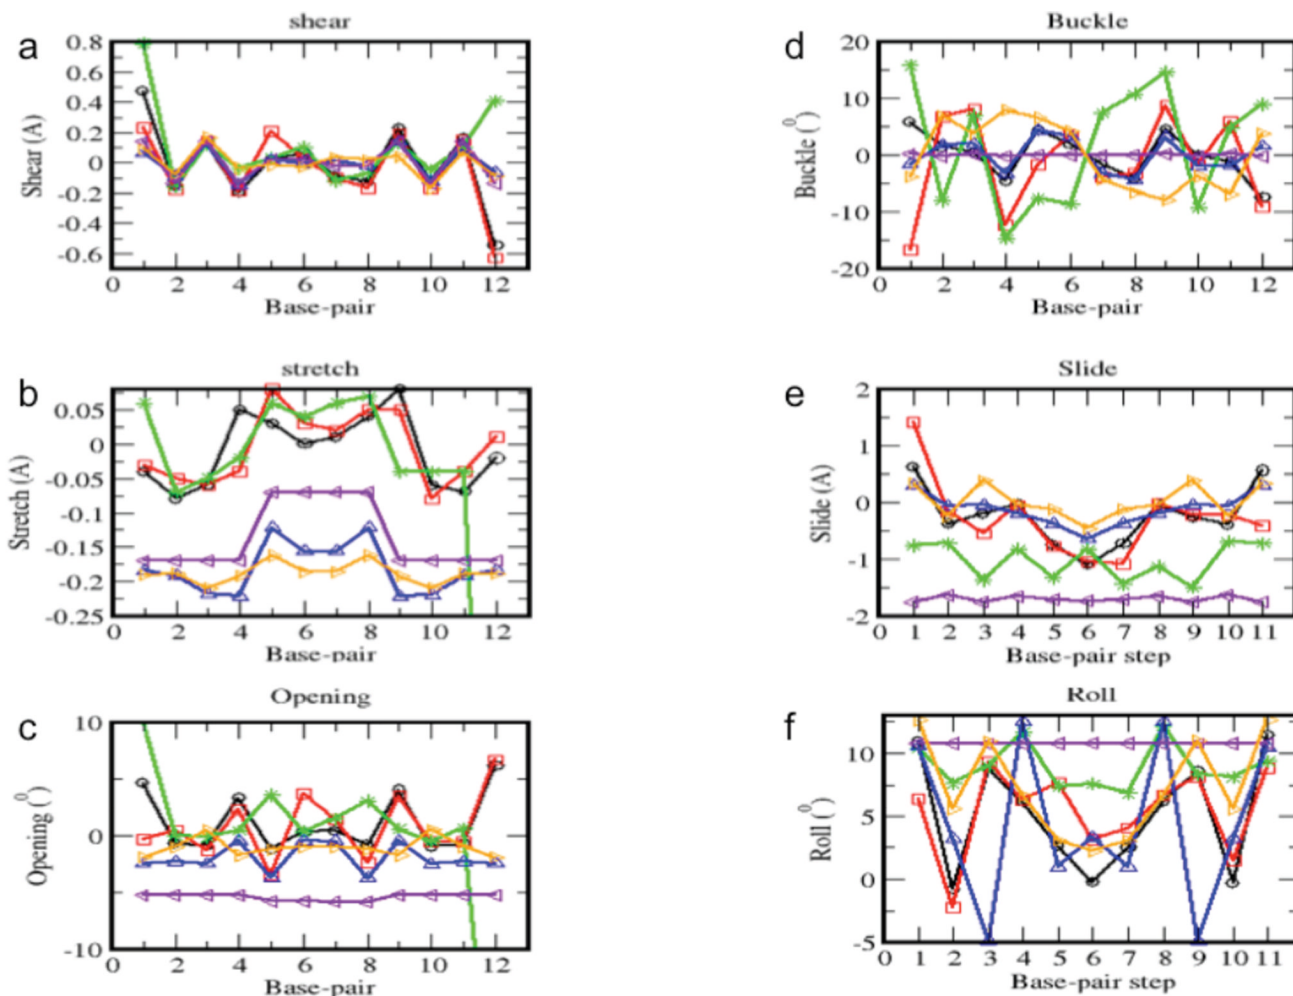 a
shear
0.8
0.6
0.4
0.2
0
-0.2
-0.4
-0.6
Shear (A)
0 2 4 6 8 10 12
Base-pair
d
Buckle
20
10
0
-10
-20
Buckle (0)
0 2 4 6 8 10 12
Base-pair
b
stretch
0.05
0
-0.05
-0.1
-0.15
-0.2
-0.25
Stretch (A)
0 2 4 6 8 10 12
Base-pair
e
Slide
2
1
0
-1
-2
Slide (A)
0 1 2 3 4 5 6 7 8 9 10 11
Base-pair step
c
Opening
10
0
-10
Opening (0)
0 2 4 6 8 10 12
Base-pair
f
Roll
10
5
0
-5
Roll (0)
0 1 2 3 4 5 6 7 8 9 10 11
Base-pair step